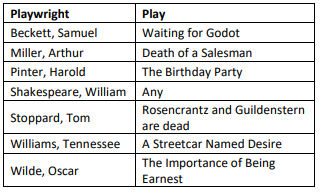 Playwright Play
Beckett, Samuel Waiting for Godot
Miller, Arthur Death of a Salesman
Pinter, Harold The Birthday Party
Shakespeare, William Any
Stoppard, Tom Rosencrantz and Guildenstern
are dead
Williams, Tennessee A Streetcar Named Desire
Wilde, Oscar The Importance of Being
Earnest